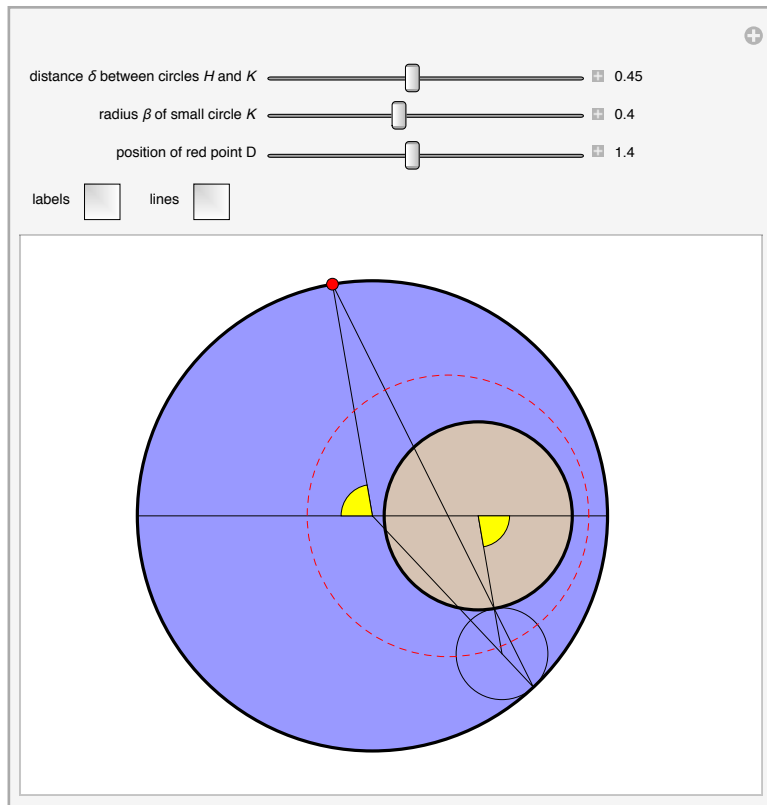 distance δ between circles H and K 0.45
radius β of small circle K 0.4
position of red point D 1.4
labels lines